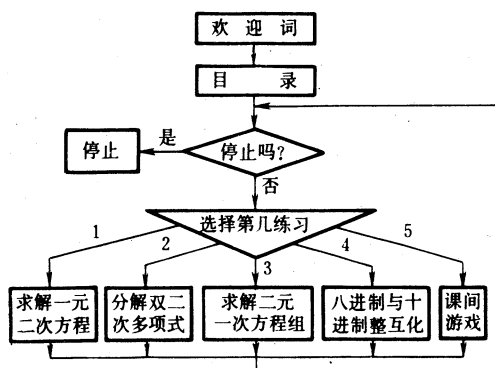 欢迎词
目录
停止吗?
是
停止
否
选择第几练习
1
2
3
4
5
求解一元
二次方程
分解双二
次多项式
求解二元
一次方程组
八进制与十
进制整互化
课间
游戏